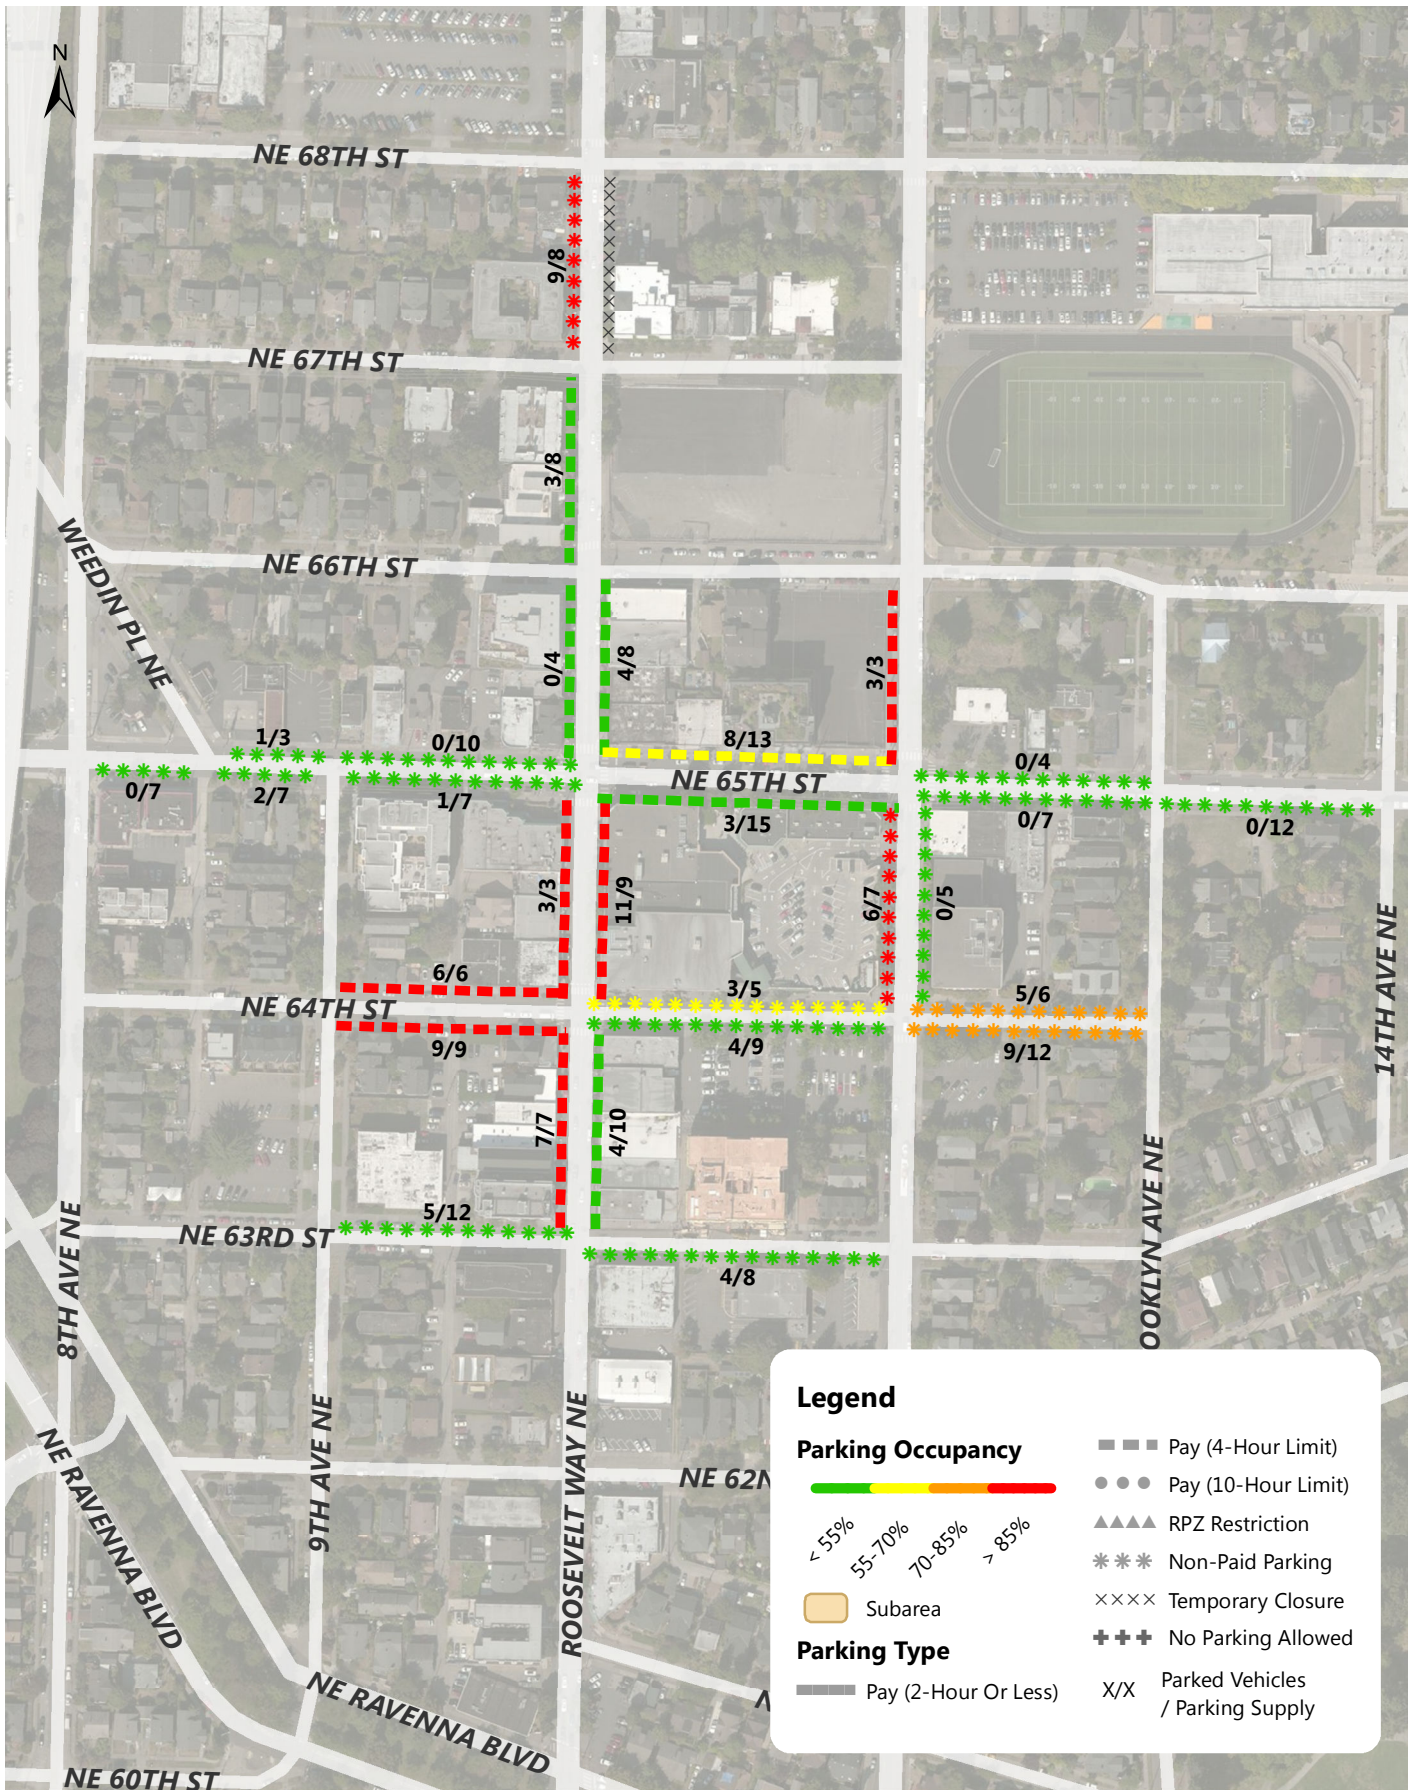 N
NE 68TH ST
9/8
NE 67TH ST
3/8
WEEDIN PL NE
NE 66TH ST
0/4
4/8
3/3
1/3
0/10
8/13
0/4
NE 65TH ST
0/7
2/7
1/7
3/15
0/7
0/12
3/3
11/9
6/7
0/5
14TH AVE NE
6/6
3/5
5/6
NE 64TH ST
9/9
4/9
9/12
7/7
4/10
8TH AVE NE
5/12
NE 63RD ST
4/8
OOKLYN AVE NE
9TH AVE NE
ROOSEVELT WAY NE
NE RAVENNA BLVD
NE 62N
NE RAVENNA BLVD
N
NE 60TH ST
Legend
Parking Occupancy
< 55%
55-70%
70-85%
> 85%
Subarea
Parking Type
Pay (2-Hour Or Less)
Pay (4-Hour Limit)
Pay (10-Hour Limit)
RPZ Restriction
Non-Paid Parking
Temporary Closure
No Parking Allowed
X/X
Parked Vehicles
/ Parking Supply